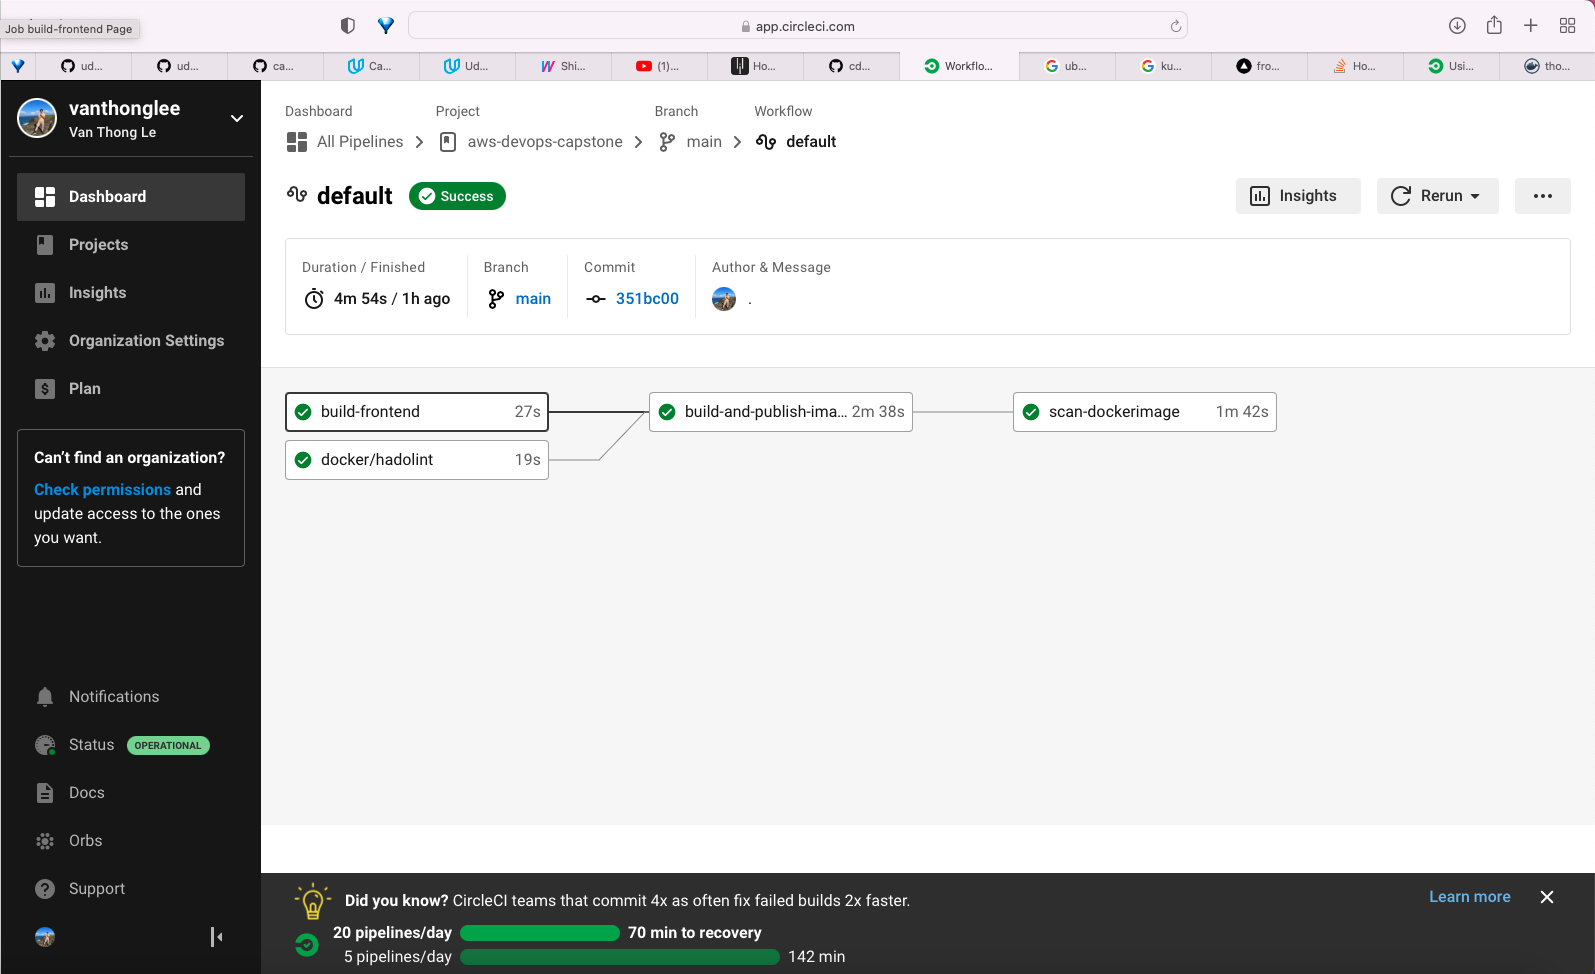 Job build-frontend Page
app.circleci.com
ud...
ud...
ca...
Ca...
Ud...
Shi...
(1)...
Ho...
cd...
Workflo...
ub...
ku...
fro...
Ho...
Usi...
tho...
vanthonglee
Van Thong Le
Dashboard
Projects
Insights
Organization Settings
Plan
Can't find an organization?
Check permissions and
update access to the ones
you want.
Notifications
Status OPERATIONAL
Docs
Orbs
Support
Dashboard Project Branch Workflow
All Pipelines aws-devops-capstone main default
default Success
Insights Rerun ...
Duration / Finished Branch Commit Author & Message
4m 54s / 1h ago main 351bc00 .
build-frontend 27s build-and-publish-ima... 2m 38s scan-dockerimage 1m 42s
docker/hadolint 19s
Did you know? CircleCI teams that commit 4x as often fix failed builds 2x faster.
Learn more
20 pipelines/day 70 min to recovery
5 pipelines/day 142 min